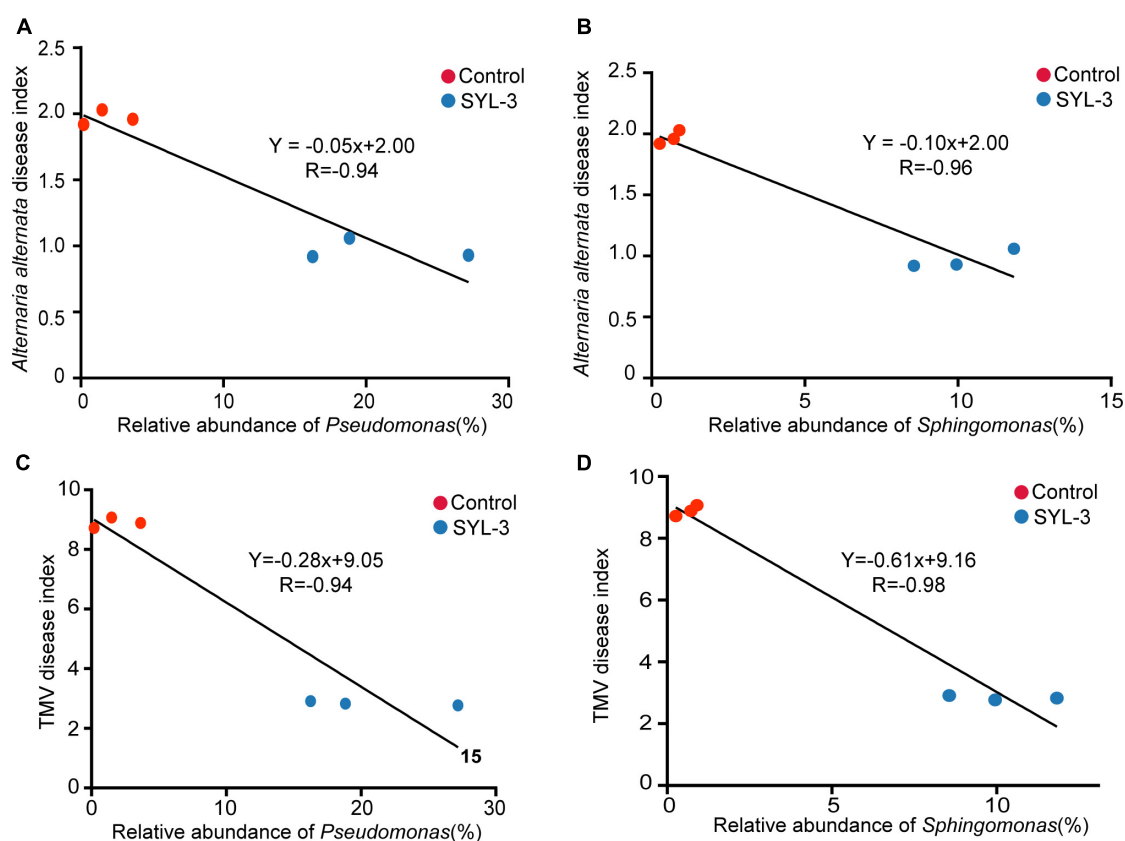 A
Alternaria alternata disease index
2.5
2.0
1.5
1.0
0.5
0
Control
SYL-3
Y = -0.05x+2.00
R=-0.94
0 10 20 30
Relative abundance of Pseudomonas(%)
B
Alternaria alternata disease index
2.5
2.0
1.5
1.0
0.5
0
Control
SYL-3
Y = -0.10x+2.00
R=-0.96
0 5 10 15
Relative abundance of Sphingomonas(%)
C
TMV disease index
10
8
6
4
2
0
Control
SYL-3
Y=-0.28x+9.05
R=-0.94
15
0 10 20 30
Relative abundance of Pseudomonas(%)
D
TMV disease index
10
8
6
4
2
0
Control
SYL-3
Y=-0.61x+9.16
R=-0.98
0 5 10
Relative abundance of Sphingomonas(%)